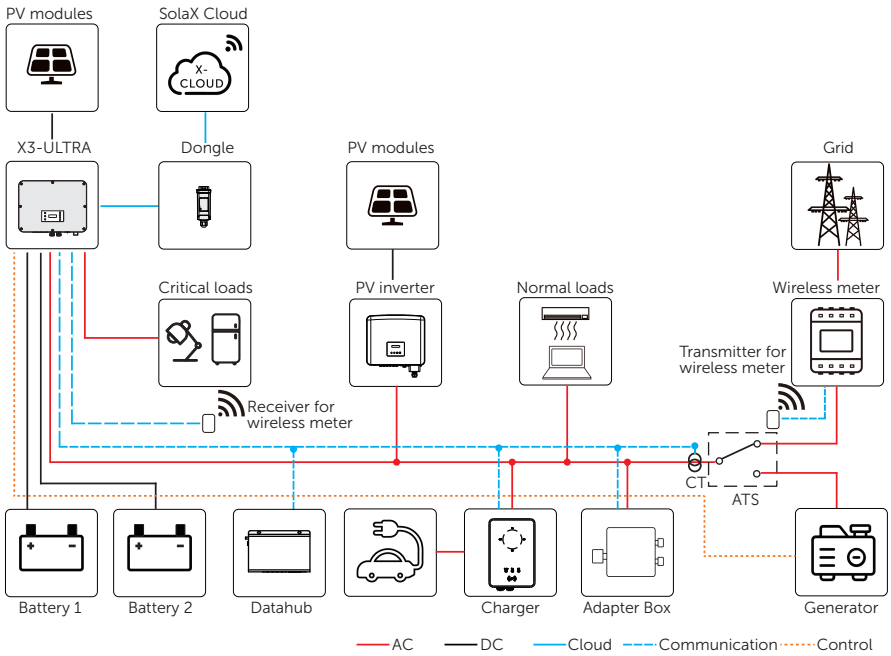 PV modules
SolaX Cloud
X-
CLOUD
X3-ULTRA
Dongle
PV modules
Grid
Critical loads
PV inverter
Normal loads
Wireless meter
Transmitter for
wireless meter
Receiver for
wireless meter
CT
ATS
Battery 1
Battery 2
Datahub
Charger
Adapter Box
Generator
AC
DC
Cloud
Communication
Control